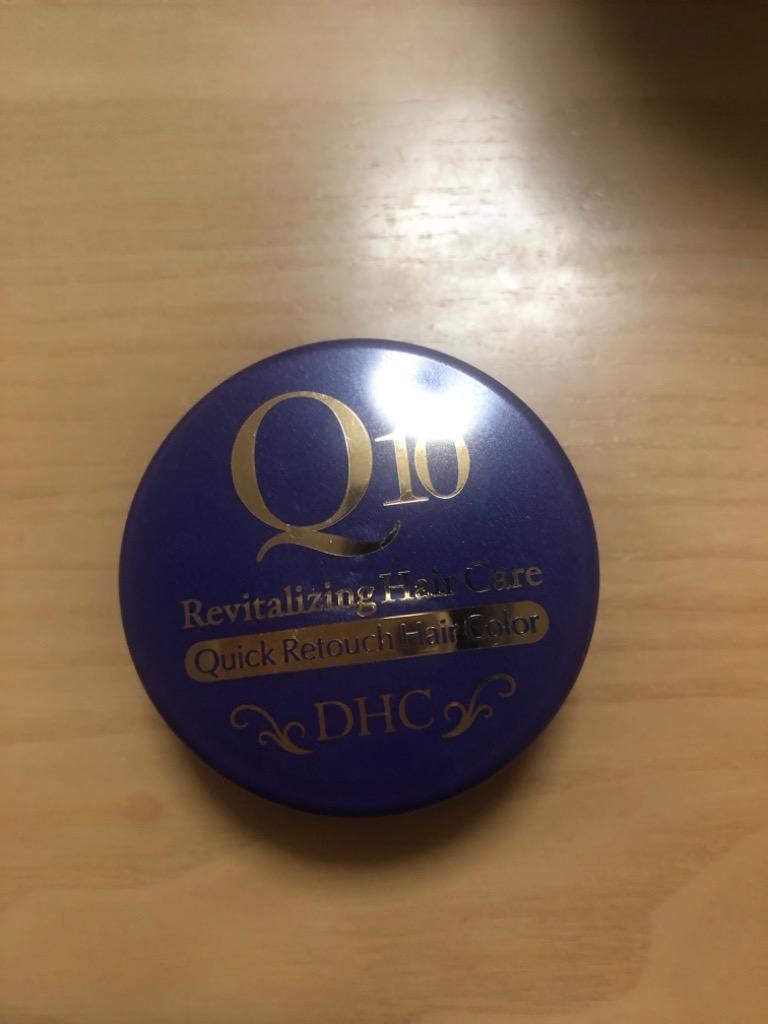 Q10
Revitalizing Hair Care
Quick Retouch Hair Color
DHC